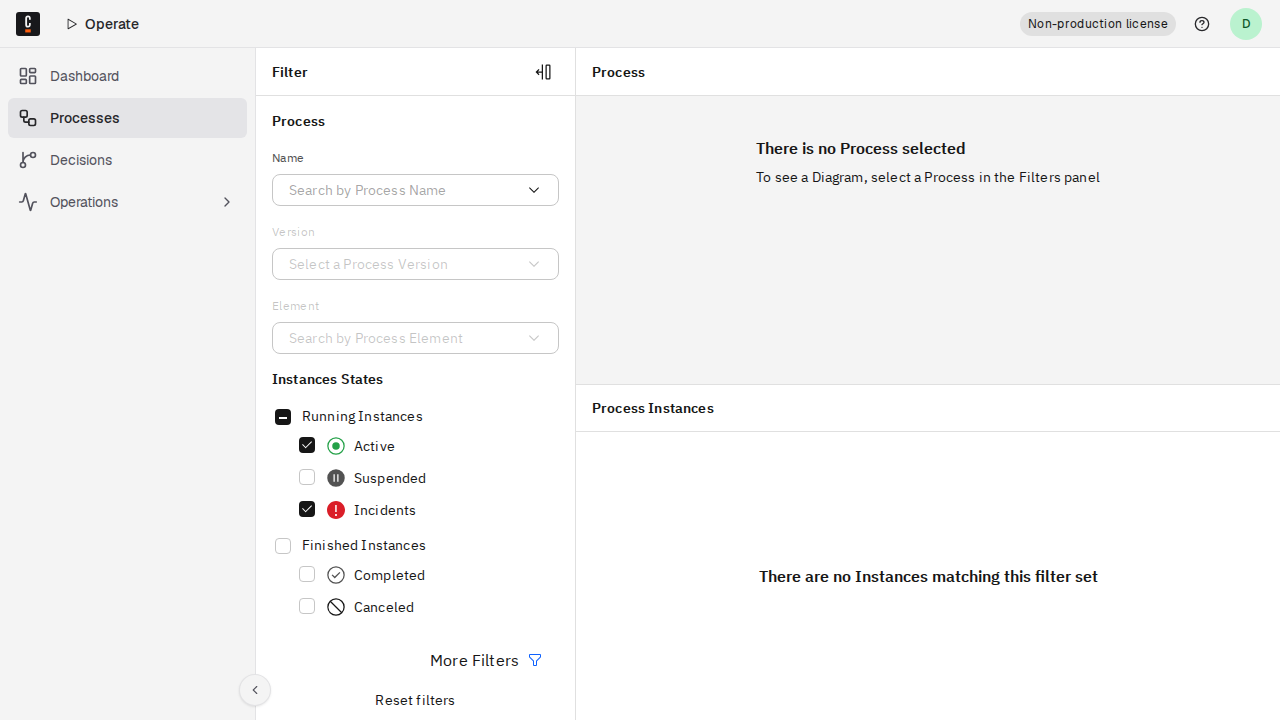 C
Operate
Non-production license
D
Dashboard
Processes
Decisions
Operations
Filter
Process
Name
Search by Process Name
Version
Select a Process Version
Element
Search by Process Element
Instances States
Running Instances
Active
Suspended
Incidents
Finished Instances
Completed
Canceled
More Filters
Reset filters
Process
There is no Process selected
To see a Diagram, select a Process in the Filters panel
Process Instances
There are no Instances matching this filter set